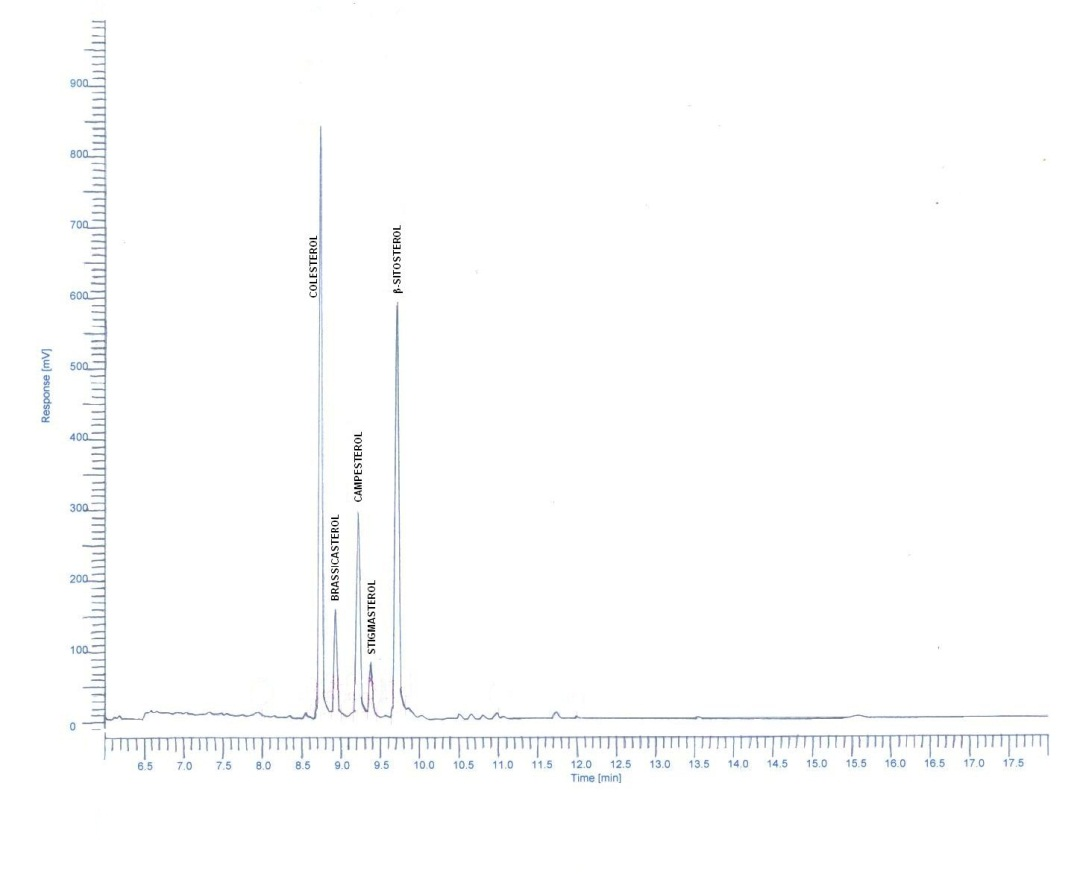 900
800
700
600
500
400
300
200
100
0
Response [mV]
COLESTEROL
BRASSICASTEROL
CAMPESTEROL
STIGMASTEROL
β-SITOSTEROL
6.5 7.0 7.5 8.0 8.5 9.0 9.5 10.0 10.5 11.0 11.5 12.0 12.5 13.0 13.5 14.0 14.5 15.0 15.5 16.0 16.5 17.0 17.5
Time [min]